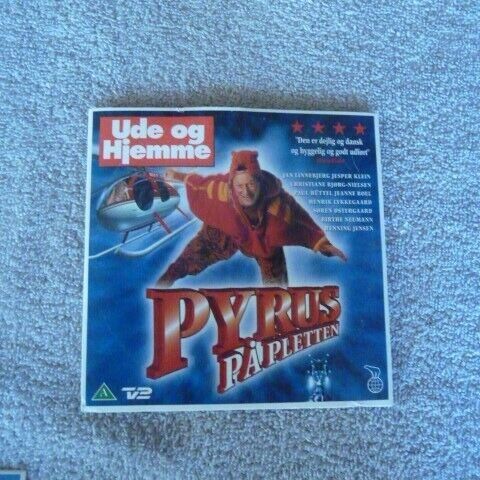 Ude og
Hjemme
"Den er dejlig og dansk
og hyggelig og godt udført"
JAN LINNEBJERG JESPER KLEIN
CHRISTIANE BJØRG-NIELSEN
PAUL HÜTTEL JEANNE BOEL
HENRIK LYKKEGAARD
SØREN ØSTERGAARD
BIRTHE NEUMANN
HENNING JENSEN
PYRUS
PÅ PLETTEN
A
TV2